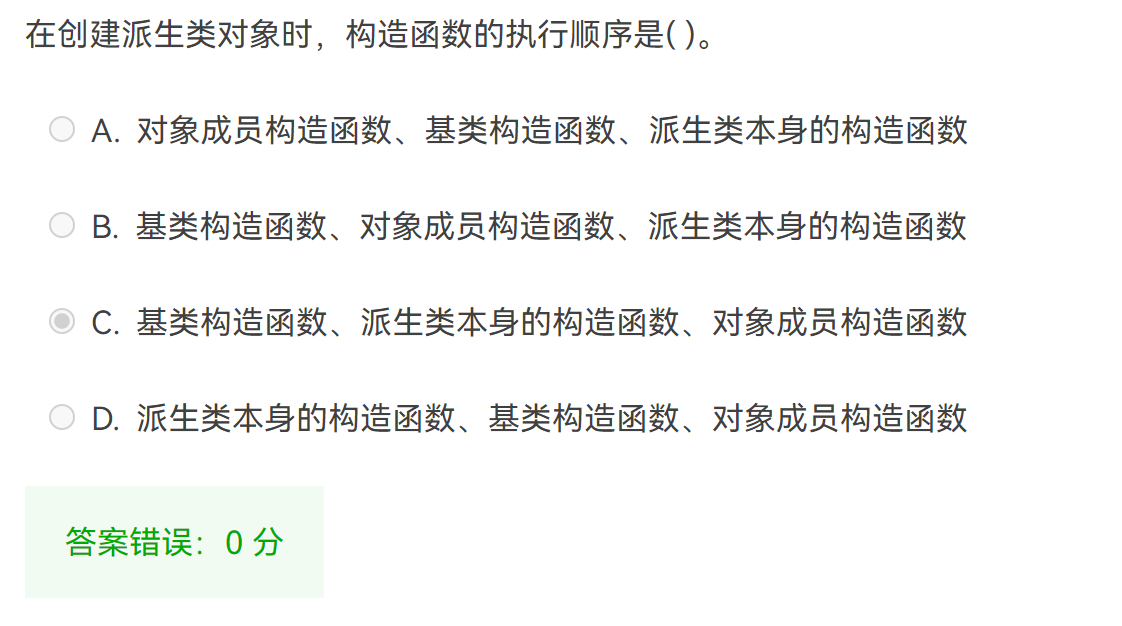 在创建派生类对象时，构造函数的执行顺序是( )。
A. 对象成员构造函数、基类构造函数、派生类本身的构造函数
B. 基类构造函数、对象成员构造函数、派生类本身的构造函数
C. 基类构造函数、派生类本身的构造函数、对象成员构造函数
D. 派生类本身的构造函数、基类构造函数、对象成员构造函数
答案错误：0 分